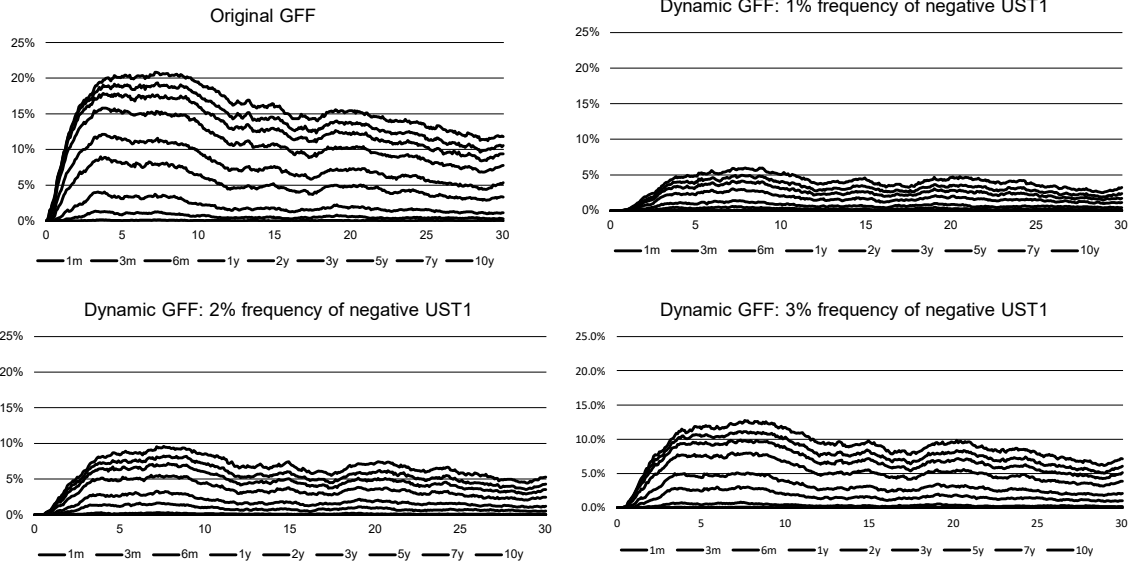 Original GFF
25%
20%
15%
10%
5%
0%
0 5 10 15 20 25 30
1m 3m 6m 1y 2y 3y 5y 7y 10y
Dynamic GFF: 1% frequency of negative UST1
25%
20%
15%
10%
5%
0%
0 5 10 15 20 25 30
1m 3m 6m 1y 2y 3y 5y 7y 10y
Dynamic GFF: 2% frequency of negative UST1
25%
20%
15%
10%
5%
0%
0 5 10 15 20 25 30
1m 3m 6m 1y 2y 3y 5y 7y 10y
Dynamic GFF: 3% frequency of negative UST1
25.0%
20.0%
15.0%
10.0%
5.0%
0.0%
0 5 10 15 20 25 30
1m 3m 6m 1y 2y 3y 5y 7y 10y